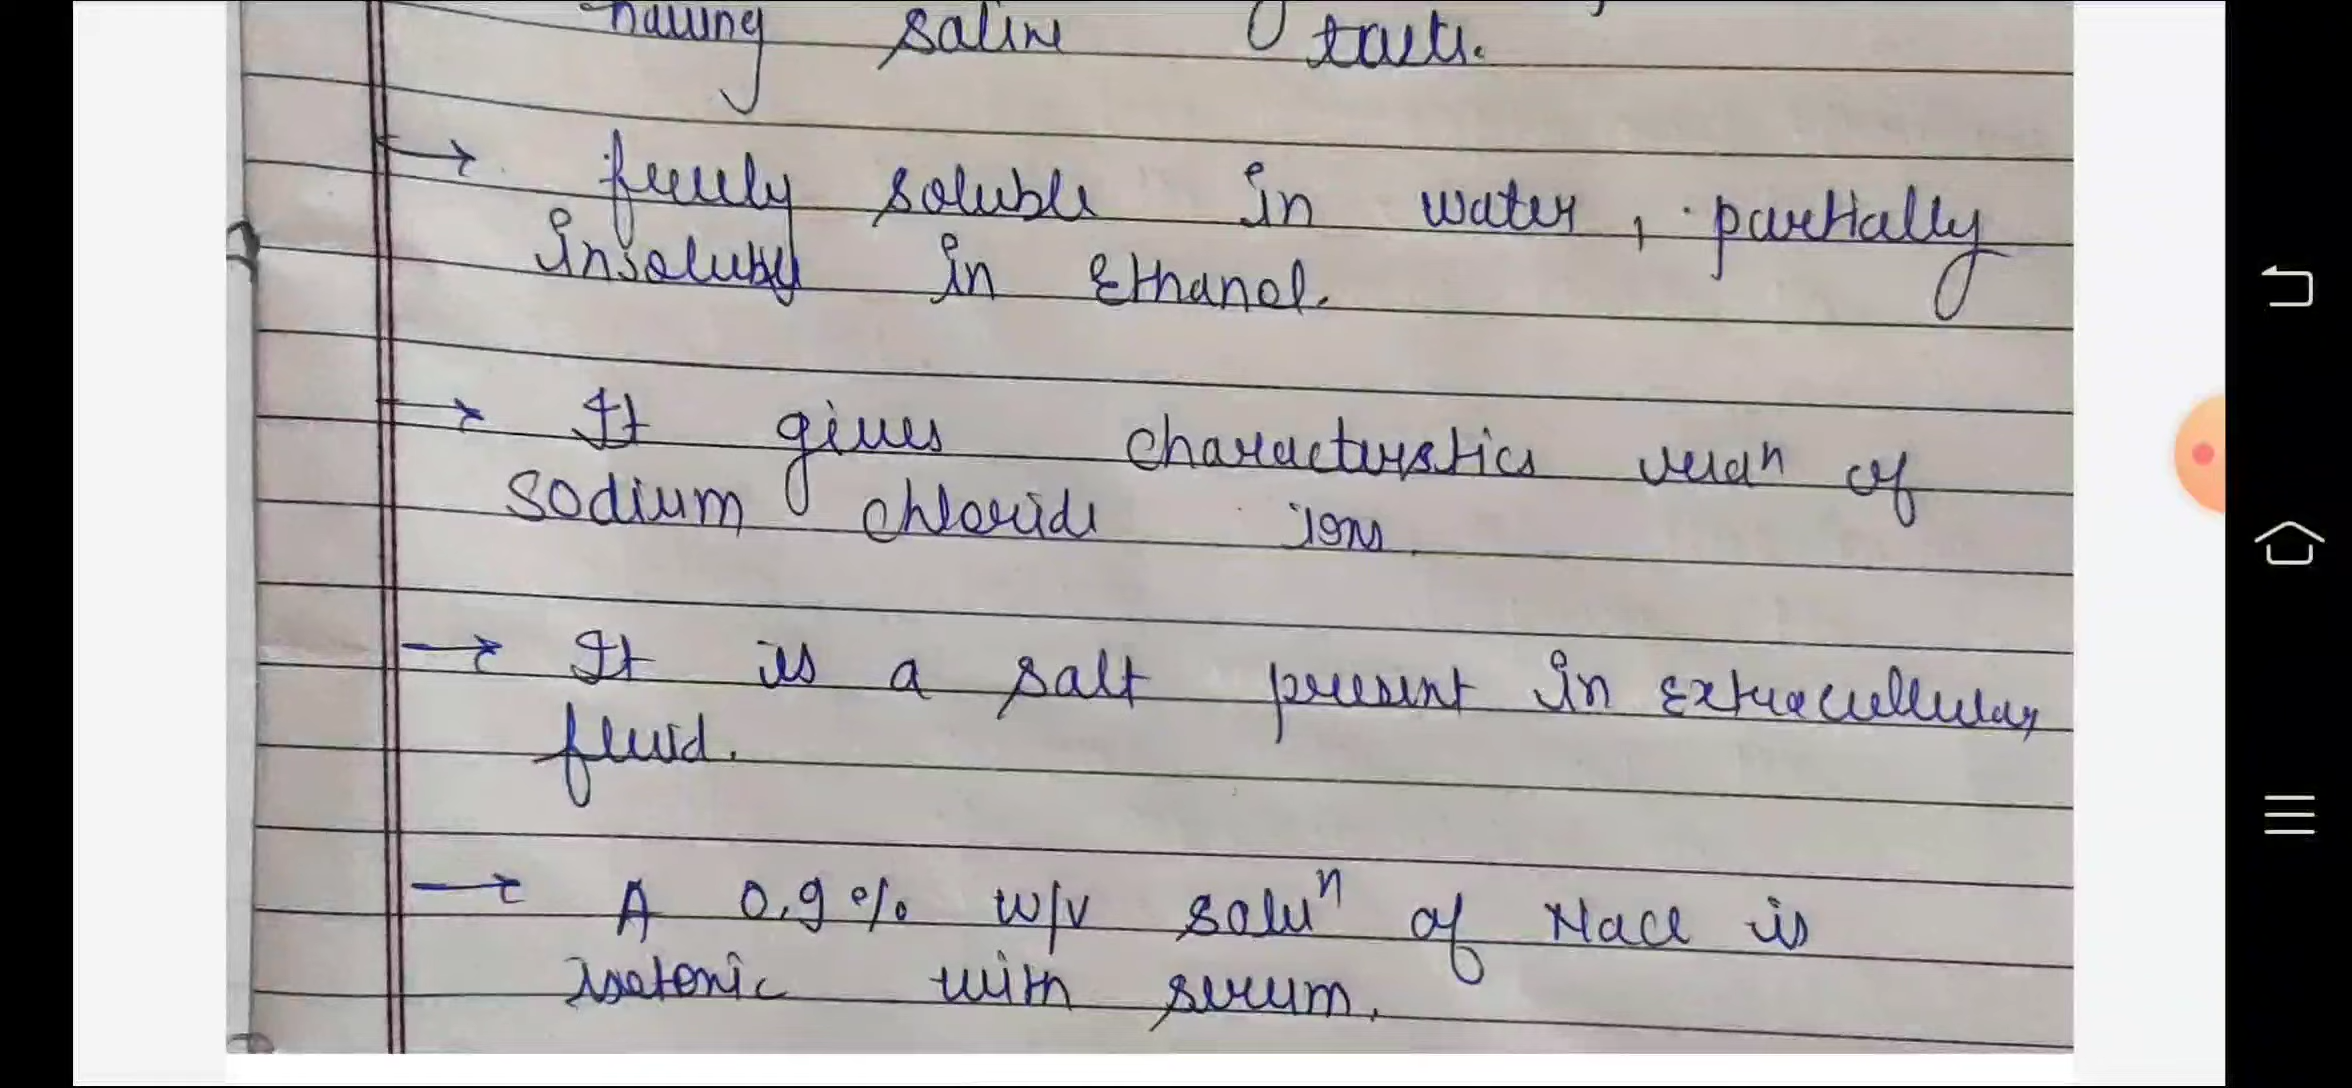 having saline taste.
→ freely soluble in water, partially
insoluble in Ethanol.
→ It gives characteristics reacⁿ of
sodium chloride ions.
→ It is a salt present in Extracellular
fluid.
→ A 0.9% w/v soluⁿ of Nacl is
isotonic with serum.